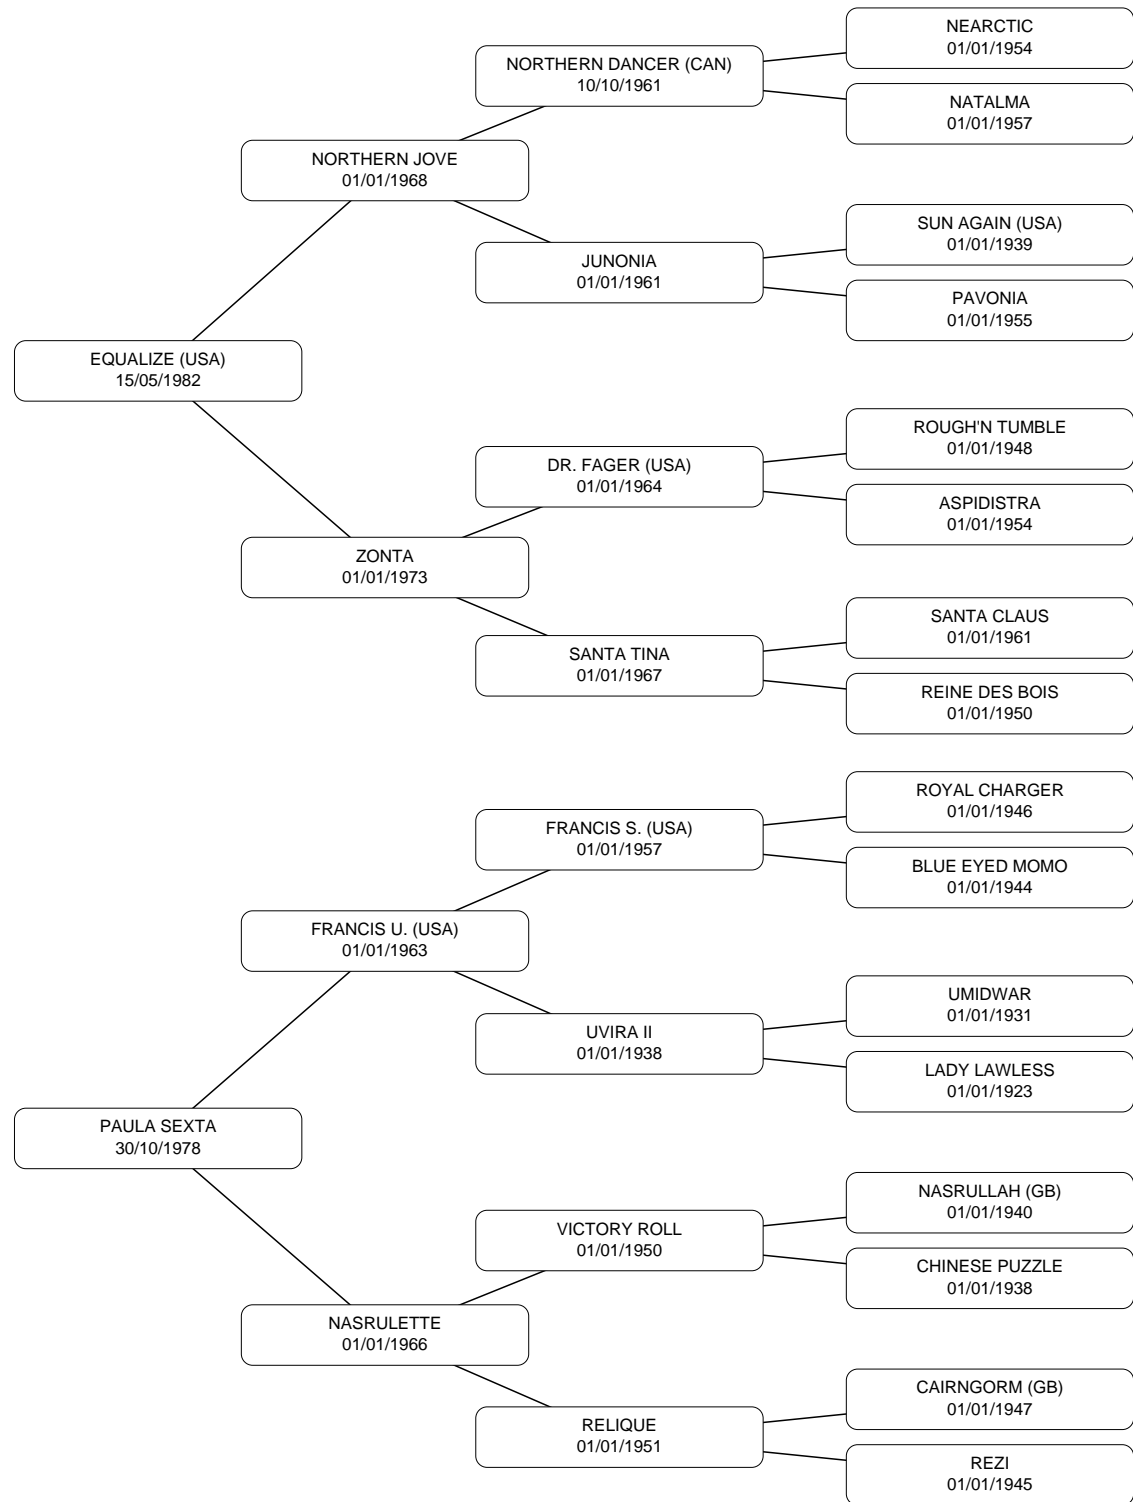 NEARCTIC
01/01/1954
NORTHERN DANCER (CAN)
10/10/1961
NATALMA
01/01/1957
NORTHERN JOVE
01/01/1968
SUN AGAIN (USA)
01/01/1939
JUNONIA
01/01/1961
PAVONIA
01/01/1955
EQUALIZE (USA)
15/05/1982
ROUGH'N TUMBLE
01/01/1948
DR. FAGER (USA)
01/01/1964
ASPIDISTRA
01/01/1954
ZONTA
01/01/1973
SANTA CLAUS
01/01/1961
SANTA TINA
01/01/1967
REINE DES BOIS
01/01/1950
ROYAL CHARGER
01/01/1946
FRANCIS S. (USA)
01/01/1957
BLUE EYED MOMO
01/01/1944
FRANCIS U. (USA)
01/01/1963
UMIDWAR
01/01/1931
UVIRA II
01/01/1938
LADY LAWLESS
01/01/1923
PAULA SEXTA
30/10/1978
NASRULLAH (GB)
01/01/1940
VICTORY ROLL
01/01/1950
CHINESE PUZZLE
01/01/1938
NASRULETTE
01/01/1966
CAIRNGORM (GB)
01/01/1947
RELIQUE
01/01/1951
REZI
01/01/1945